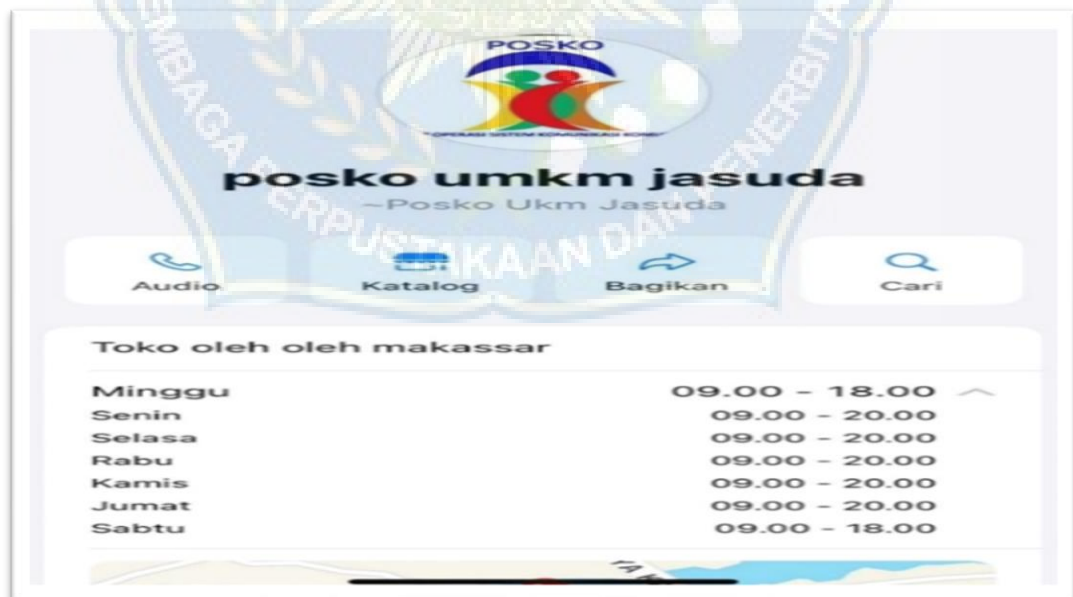 POSKO
posko umkm jasuda
~Posko Ukm Jasuda
Audio
Katalog
Bagikan
Cari
Toko oleh oleh makassar
Minggu 09.00 - 18.00
Senin 09.00 - 20.00
Selasa 09.00 - 20.00
Rabu 09.00 - 20.00
Kamis 09.00 - 20.00
Jumat 09.00 - 20.00
Sabtu 09.00 - 18.00
PERPUSTAKAAN DAN